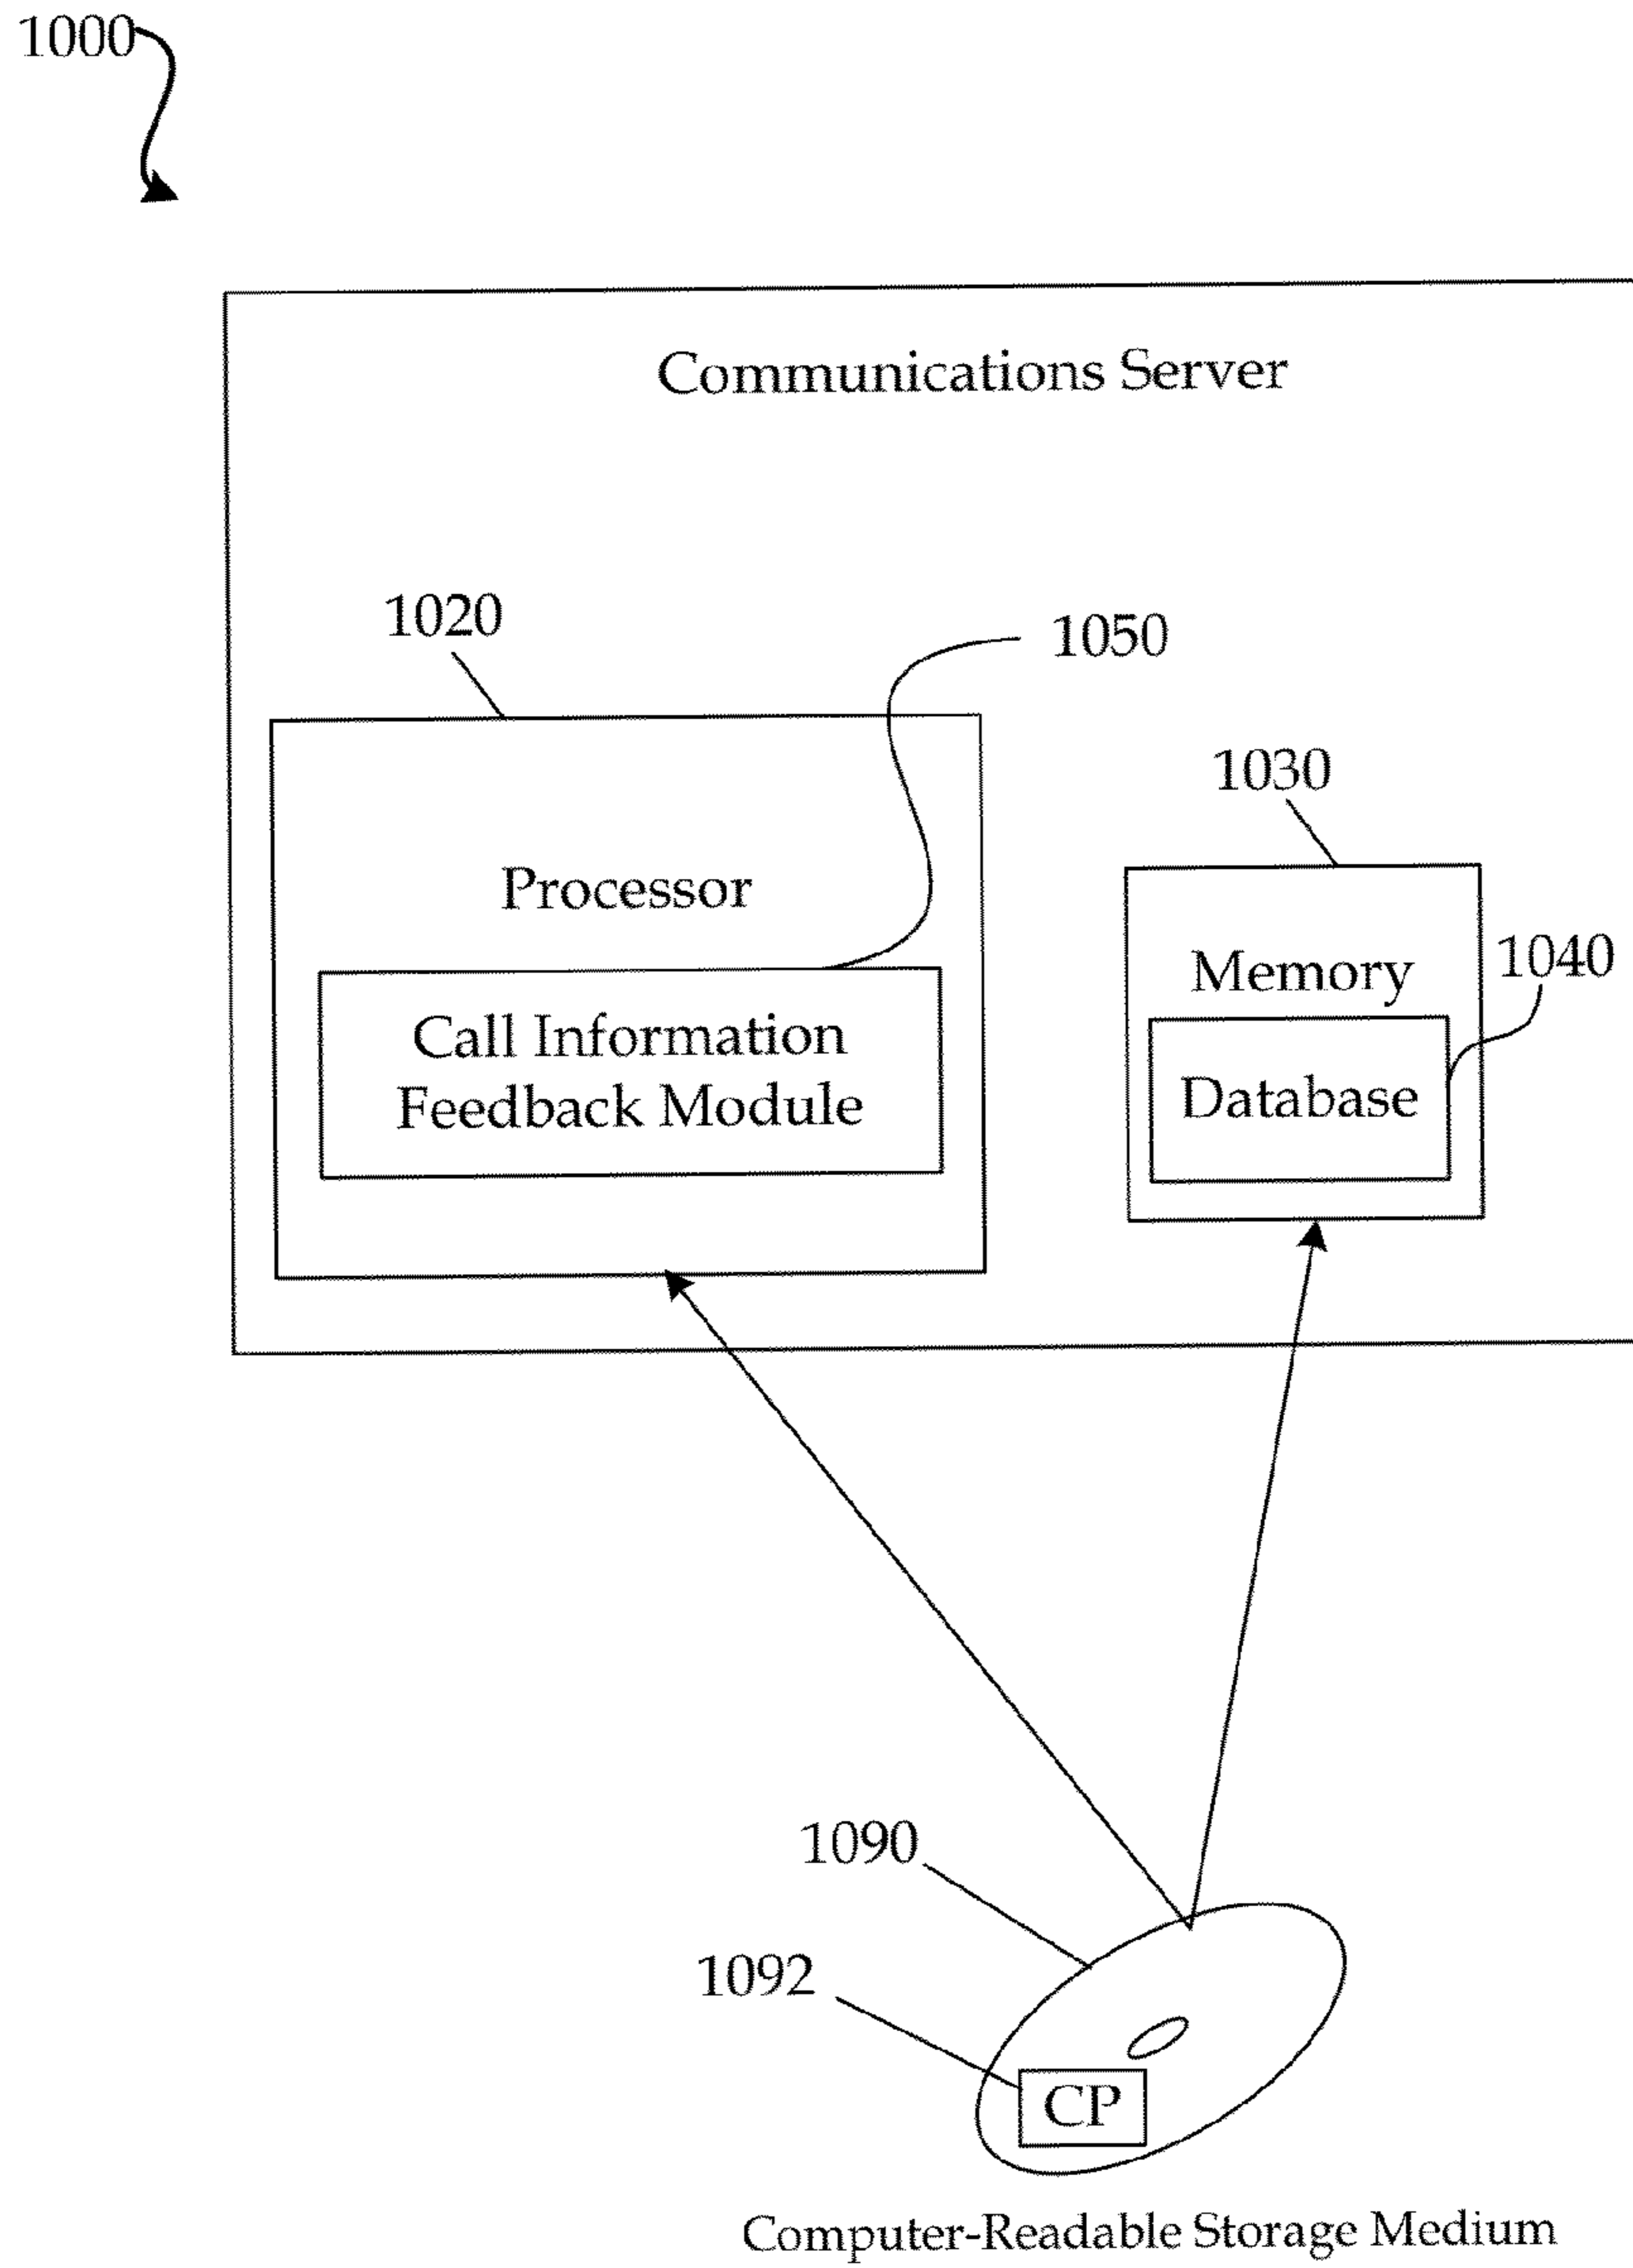 1000
Communications Server
1020
1050
1030
Processor
1040
Memory
Call Information
Feedback Module
Database
1090
1092
CP
Computer-Readable Storage Medium